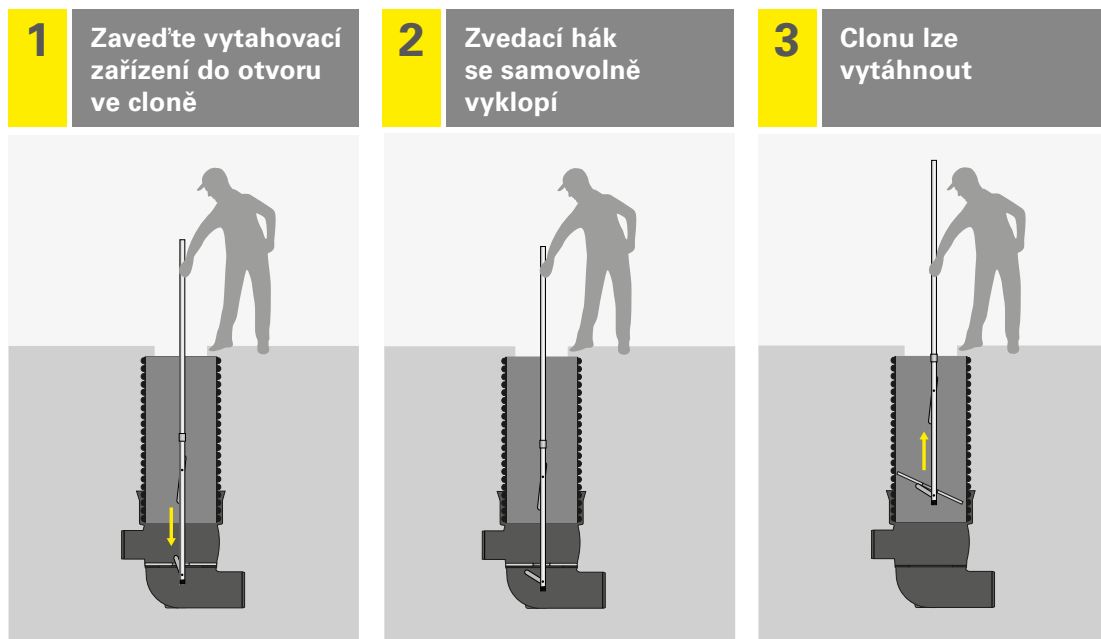 1
Zaveďte vytahovací
zařízení do otvoru
ve cloně
2
Zvedací hák
se samovolně
vyklopí
3
Clonu lze
vytáhnout